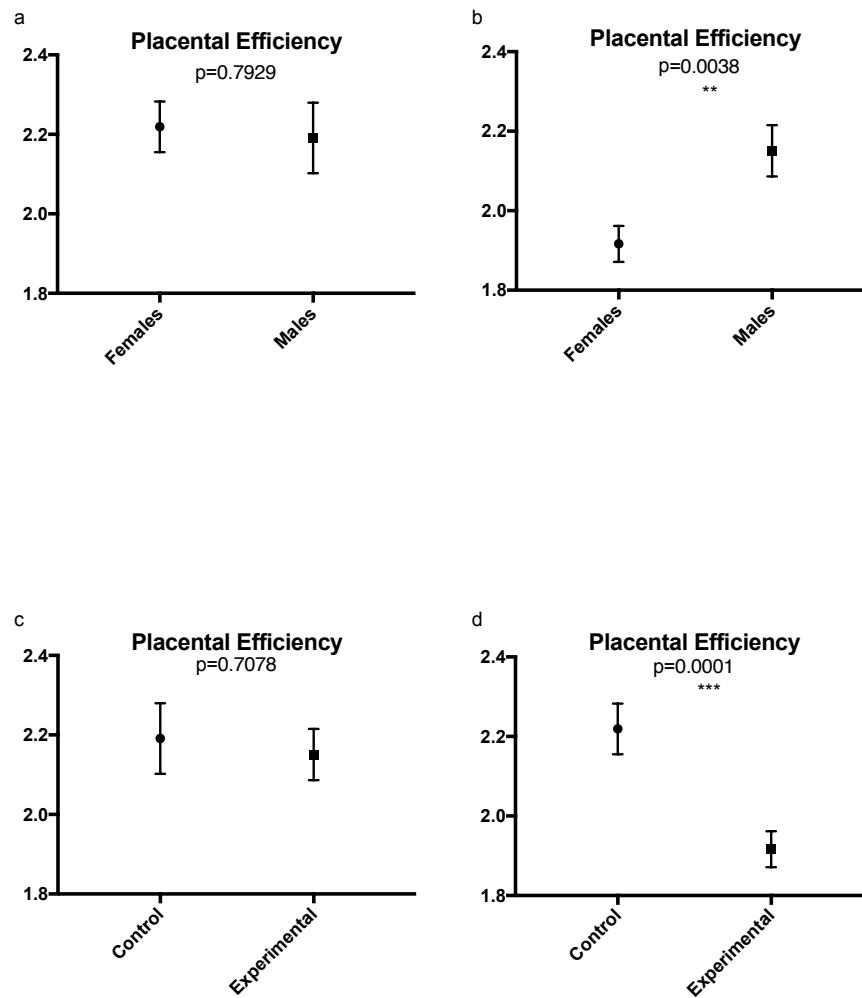 a
Placental Efficiency
p=0.7929
2.4
2.2
2.0
1.8
Females
Males
b
Placental Efficiency
p=0.0038
**
2.4
2.2
2.0
1.8
Females
Males
c
Placental Efficiency
p=0.7078
2.4
2.2
2.0
1.8
Control
Experimental
d
Placental Efficiency
p=0.0001
***
2.4
2.2
2.0
1.8
Control
Experimental